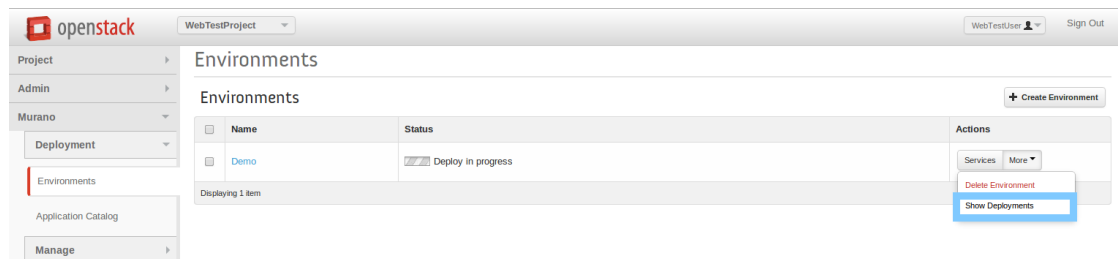 openstack
WebTestProject
WebTestUser
Sign Out
Project
Admin
Murano
Deployment
Environments
Application Catalog
Manage
Environments
Environments
+ Create Environment
Name Status Actions
Demo Deploy in progress Services More
Delete Environment
Show Deployments
Displaying 1 item